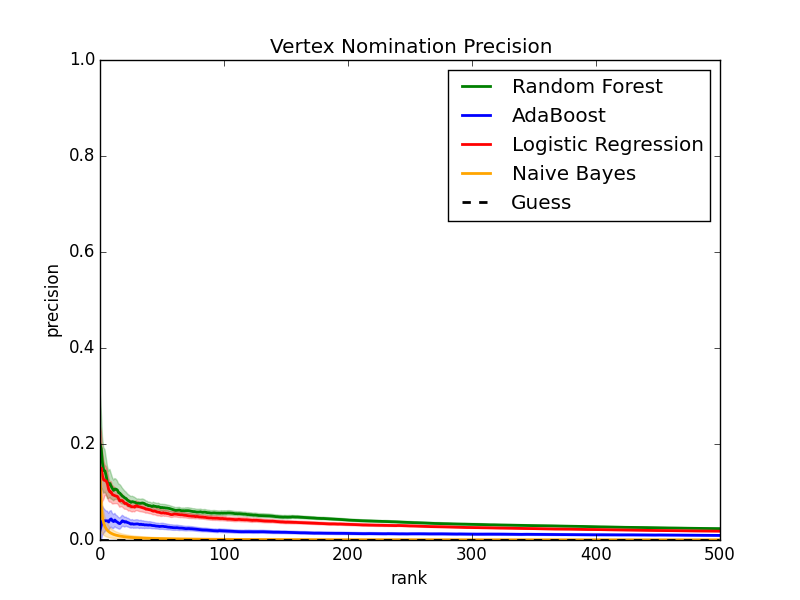 Vertex Nomination Precision
1.0
0.8
0.6
0.4
0.2
0.0
precision
Random Forest
AdaBoost
Logistic Regression
Naive Bayes
Guess
0 100 200 300 400 500
rank